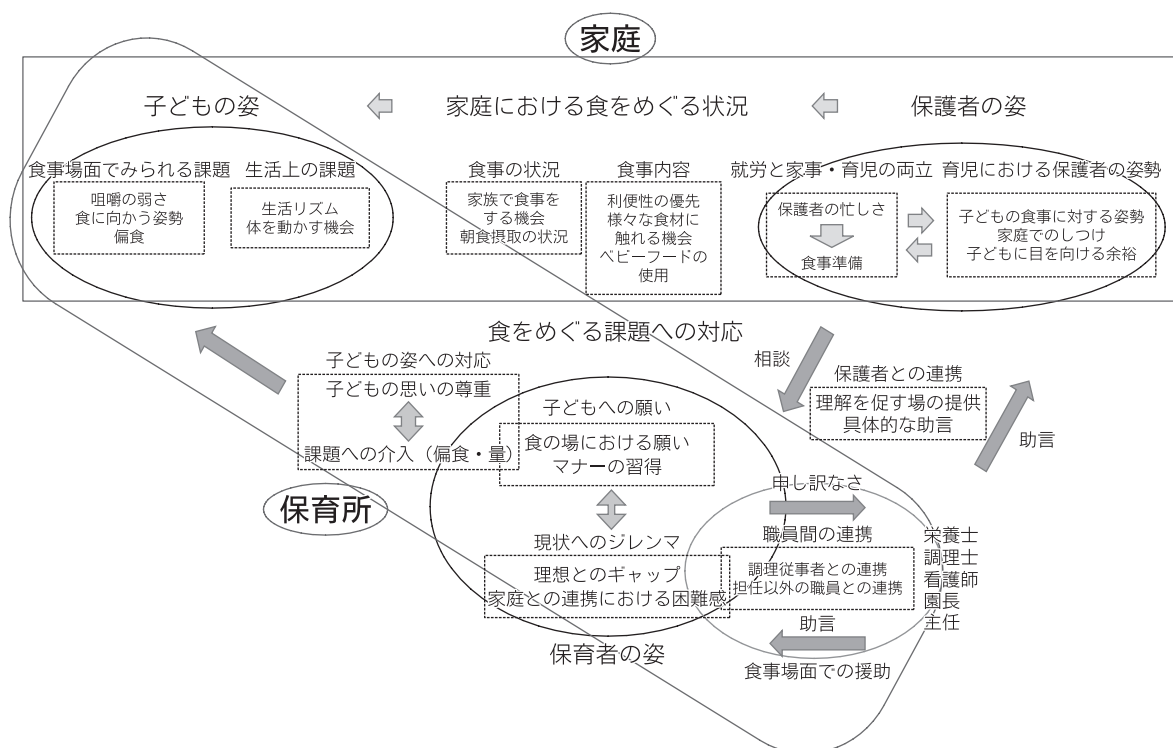 家庭
子どもの姿
家庭における食をめぐる状況
保護者の姿
食事場面でみられる課題
咀嚼の弱さ
食に向かう姿勢
偏食
生活上の課題
生活リズム
体を動かす機会
食事の状況
家族で食事を
する機会
朝食摂取の状況
食事内容
利便性の優先
様々な食材に
触れる機会
ベビーフードの
使用
就労と家事・育児の両立
保護者の忙しさ
食事準備
育児における保護者の姿勢
子どもの食事に対する姿勢
家庭でのしつけ
子どもに目を向ける余裕
食をめぐる課題への対応
子どもの姿への対応
子どもの思いの尊重
課題への介入（偏食・量）
相談
保護者との連携
理解を促す場の提供
具体的な助言
助言
子どもへの願い
食の場における願い
マナーの習得
保育所
現状へのジレンマ
理想とのギャップ
家庭との連携における困難感
保育者の姿
申し訳なさ
職員間の連携
調理従事者との連携
担任以外の職員との連携
助言
食事場面での援助
栄養士
調理士
看護師
園長
主任